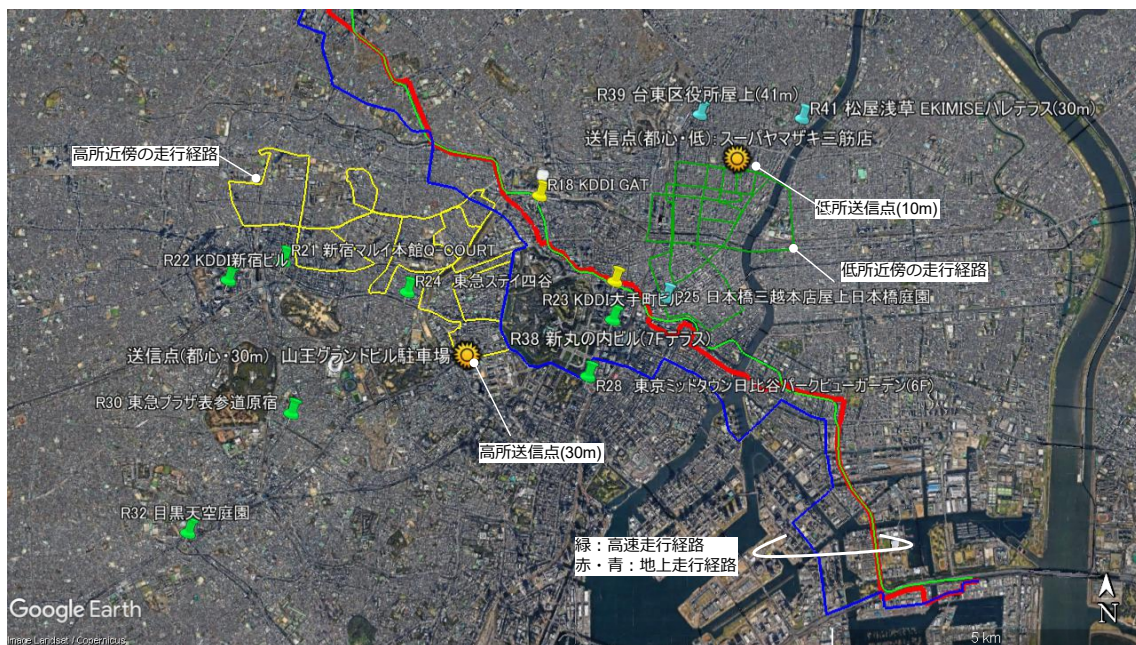 R39 台東区役所屋上(41m)
R41 松屋浅草 EKIMISEハレテラス(30m)
送信点(都心・低): スーパヤマザキ三筋店
高所近傍の走行経路
R18 KDDI GAT
低所送信点(10m)
R21 新宿マルイ本館Q-COURT
R22 KDDI新宿ビル
低所近傍の走行経路
R24 東急ステイ四谷
R23 KDDI大手町ビル
25 日本橋三越本店屋上日本橋庭園
R38 新丸の内ビル(7Fテラス)
送信点(都心・30m) 山王グランドビル駐車場
R28 東京ミッドタウン日比谷パークビューガーデン(6F)
R30 東急プラザ表参道原宿
高所送信点(30m)
R32 目黒天空庭園
緑:高速走行経路
赤・青:地上走行経路
Google Earth
N
Image Landsat / Copernicus
5 km